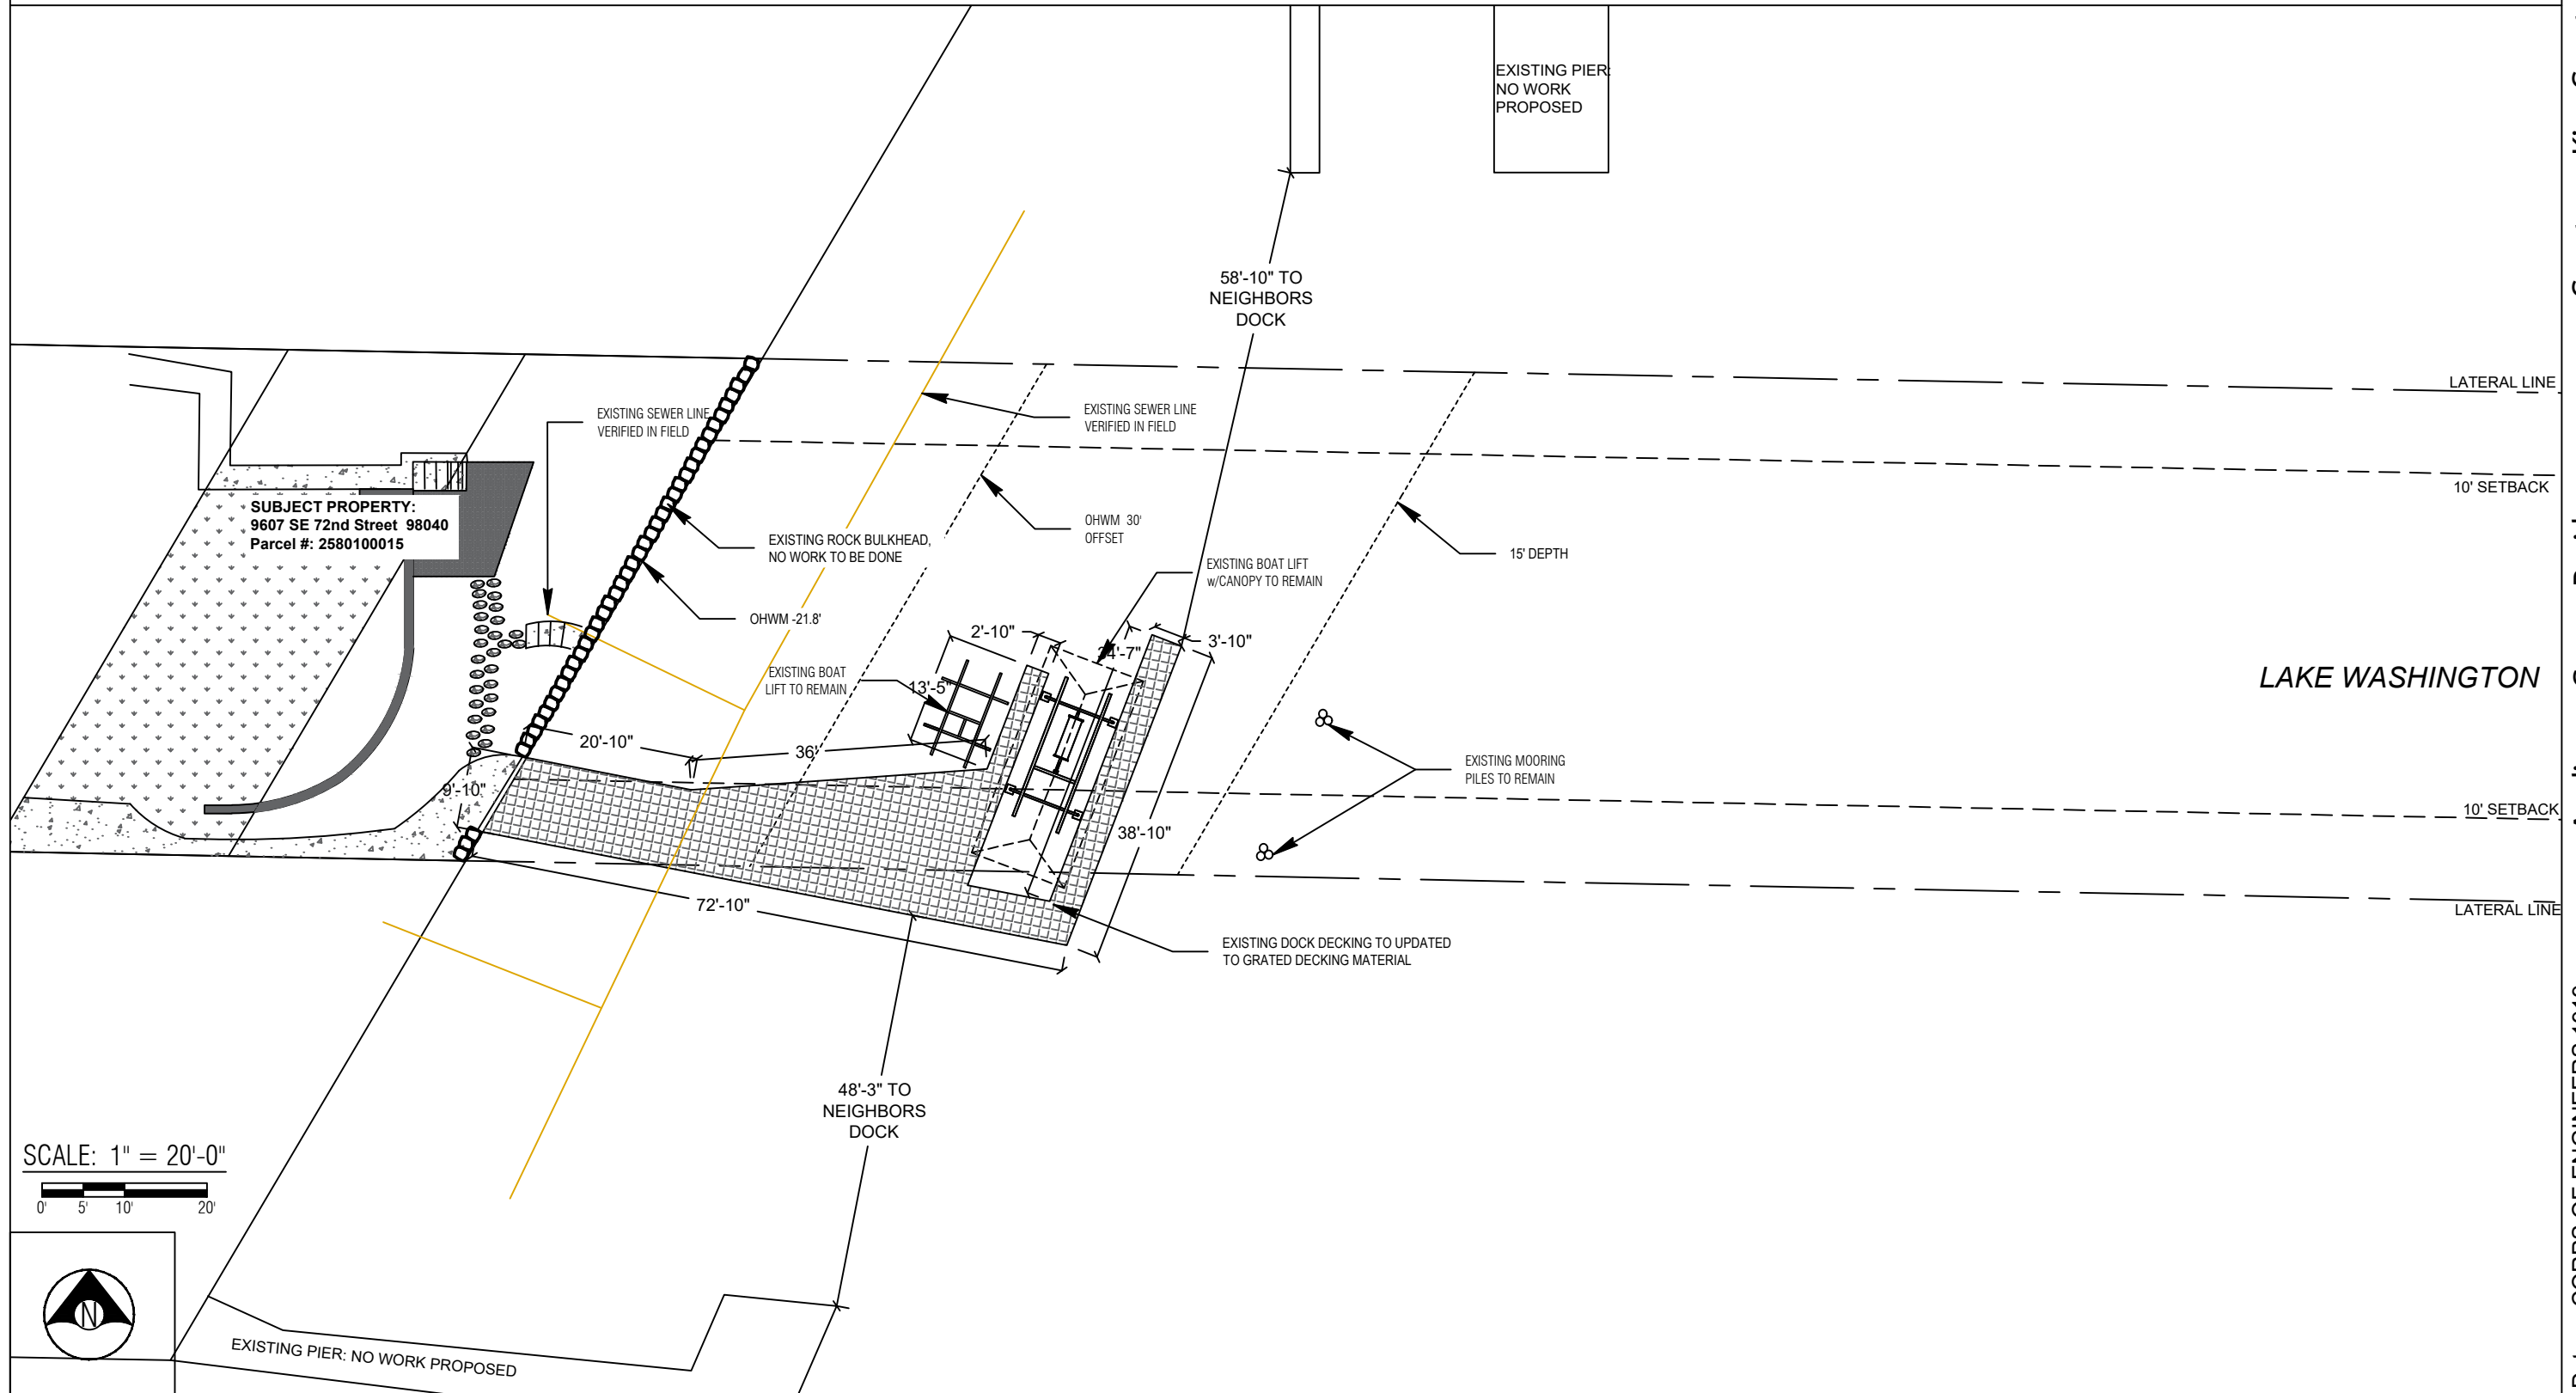 EXISTING PIER:
NO WORK
PROPOSED
58'-10" TO
NEIGHBORS
DOCK
LATERAL LINE
EXISTING SEWER LINE
VERIFIED IN FIELD
EXISTING SEWER LINE
VERIFIED IN FIELD
10' SETBACK
SUBJECT PROPERTY:
9607 SE 72nd Street  98040
Parcel #: 2580100015
EXISTING ROCK BULKHEAD,
NO WORK TO BE DONE
OHWM  30'
OFFSET
15' DEPTH
EXISTING BOAT LIFT
w/CANOPY TO REMAIN
OHWM -21.8'
2'-10"
3'-10"
EXISTING BOAT
LIFT TO REMAIN
13'-5"
LAKE WASHINGTON
20'-10"
36'
EXISTING MOORING
PILES TO REMAIN
9'-10"
10' SETBACK
38'-10"
72'-10"
LATERAL LINE
EXISTING DOCK DECKING TO UPDATED
TO GRATED DECKING MATERIAL
48'-3" TO
NEIGHBORS
DOCK
SCALE:  1" = 20'-0"
0' 5' 10' 20'
N
EXISTING PIER: NO WORK PROPOSED